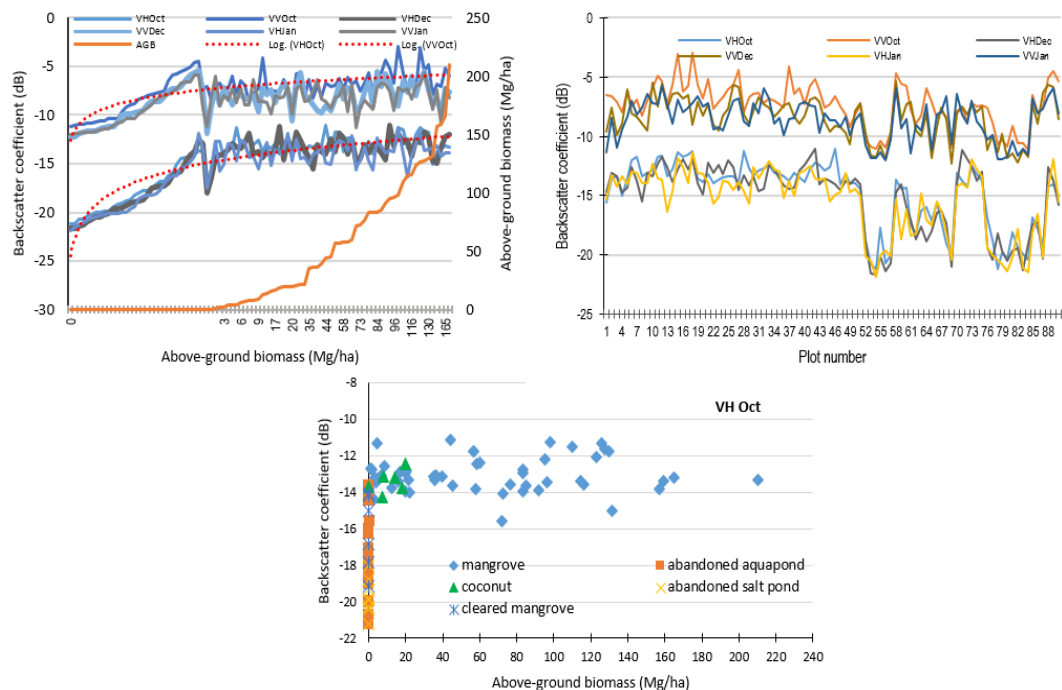 VHOct VVOct VHDec
VVDec VHJan VVJan
AGB Log. (VHOct) Log. (VVOct)
0
-5
-10
-15
-20
-25
-30
250
200
150
100
50
0
Backscatter coefficient (dB)
Above-ground biomass (Mg/ha)
0 3 6 9 17 20 35 44 58 73 84 96 116 130 165
Above-ground biomass (Mg/ha)
VHOct VVOct VHDec
VVDec VHJan VVJan
0
-5
-10
-15
-20
-25
Backscatter coefficient (dB)
1 4 7 10 13 16 19 22 25 28 31 34 37 40 43 46 49 52 55 58 61 64 67 70 73 76 79 82 85 88
Plot number
VH Oct
-8
-10
-12
-14
-16
-18
-20
-22
Backscatter coefficient (dB)
mangrove abandoned aquapond
coconut abandoned salt pond
cleared mangrove
0 20 40 60 80 100 120 140 160 180 200 220 240
Above-ground biomass (Mg/ha)